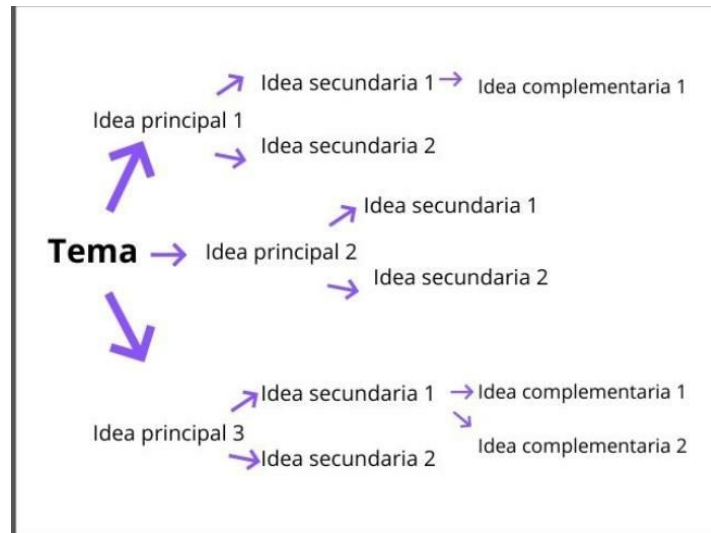 Idea secundaria 1
Idea complementaria 1
Idea principal 1
Idea secundaria 2
Idea secundaria 1
Tema
Idea principal 2
Idea secundaria 2
Idea secundaria 1
Idea complementaria 1
Idea principal 3
Idea complementaria 2
Idea secundaria 2